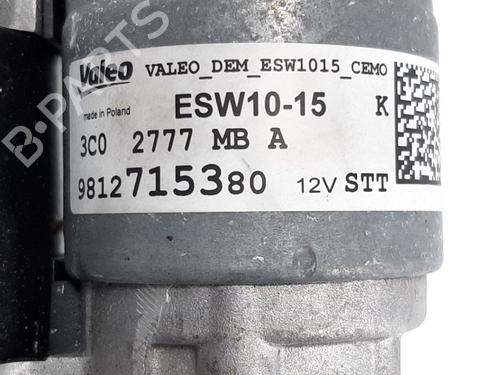 Valeo VALEO_DEM_ESW1015_CEMO
made in Poland ESW10-15 K
3C0 2777 MB A
9812715380 12V STT
B-PARTS